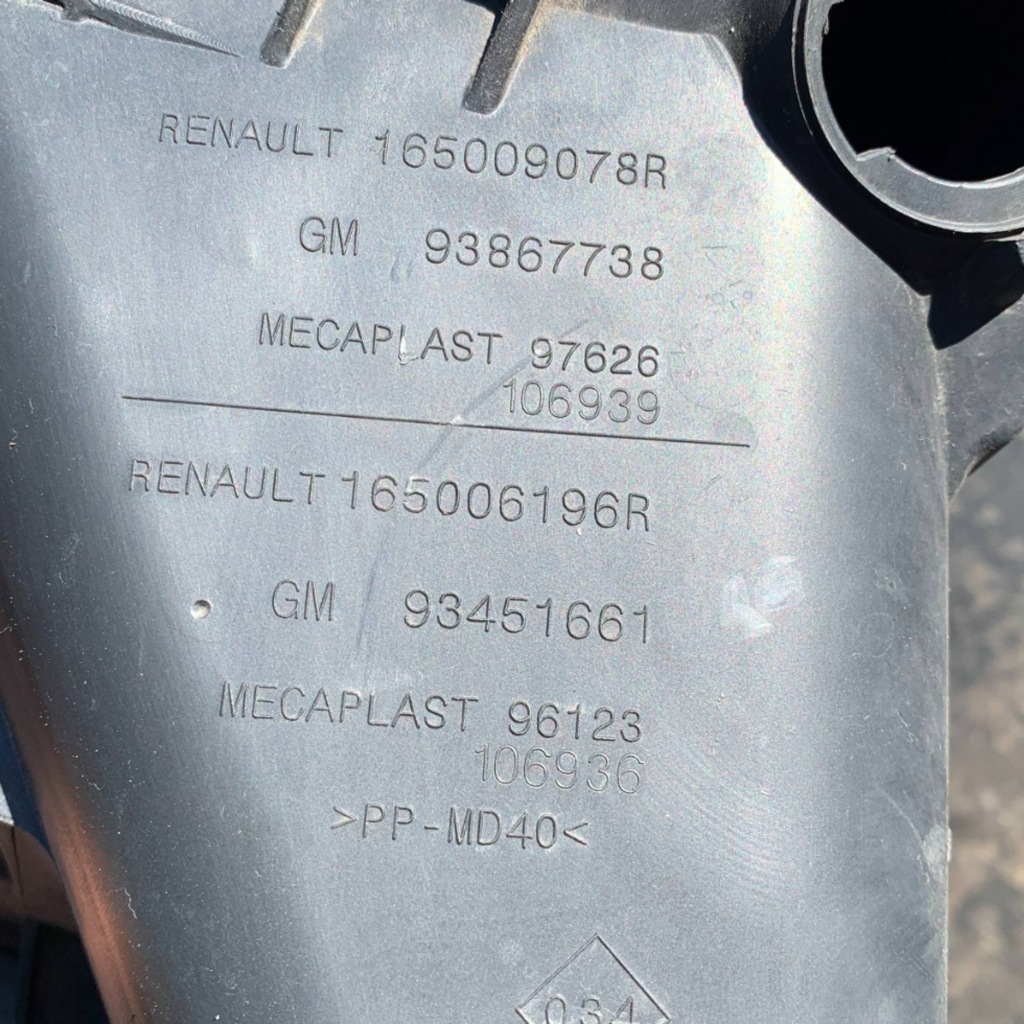 RENAULT 165009078R
GM 93867738
MECAPLAST 97626
106939
RENAULT 165006196R
GM 93451661
MECAPLAST 96123
106936
>PP-MD40<
034